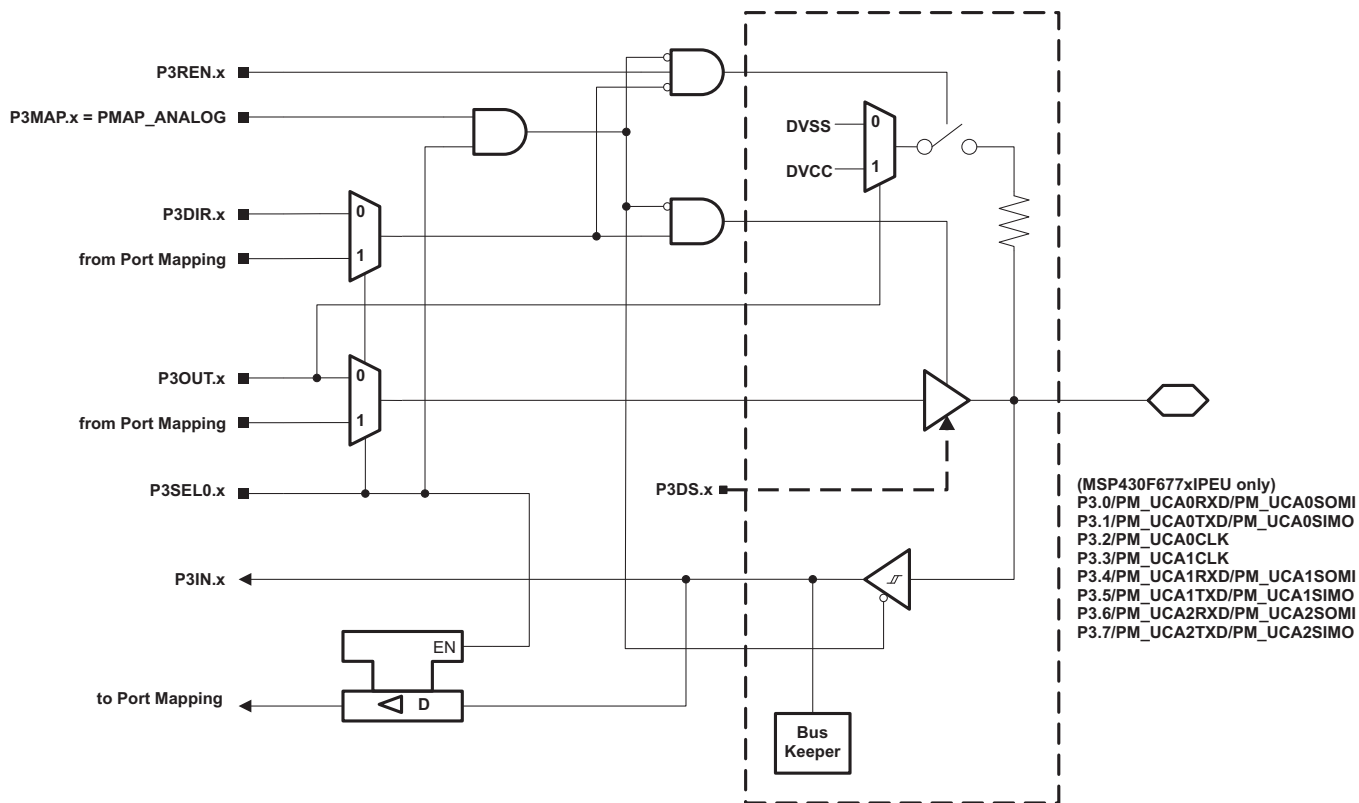 P3REN.x
P3MAP.x = PMAP_ANALOG
DVSS
0
DVCC
1
P3DIR.x
0
from Port Mapping
1
P3OUT.x
0
from Port Mapping
1
P3SEL0.x
P3DS.x
(MSP430F677xIPEU only)
P3.0/PM_UCA0RXD/PM_UCA0SOMI
P3.1/PM_UCA0TXD/PM_UCA0SIMO
P3.2/PM_UCA0CLK
P3.3/PM_UCA1CLK
P3.4/PM_UCA1RXD/PM_UCA1SOMI
P3.5/PM_UCA1TXD/PM_UCA1SIMO
P3.6/PM_UCA2RXD/PM_UCA2SOMI
P3.7/PM_UCA2TXD/PM_UCA2SIMO
P3IN.x
EN
to Port Mapping
D
Bus
Keeper